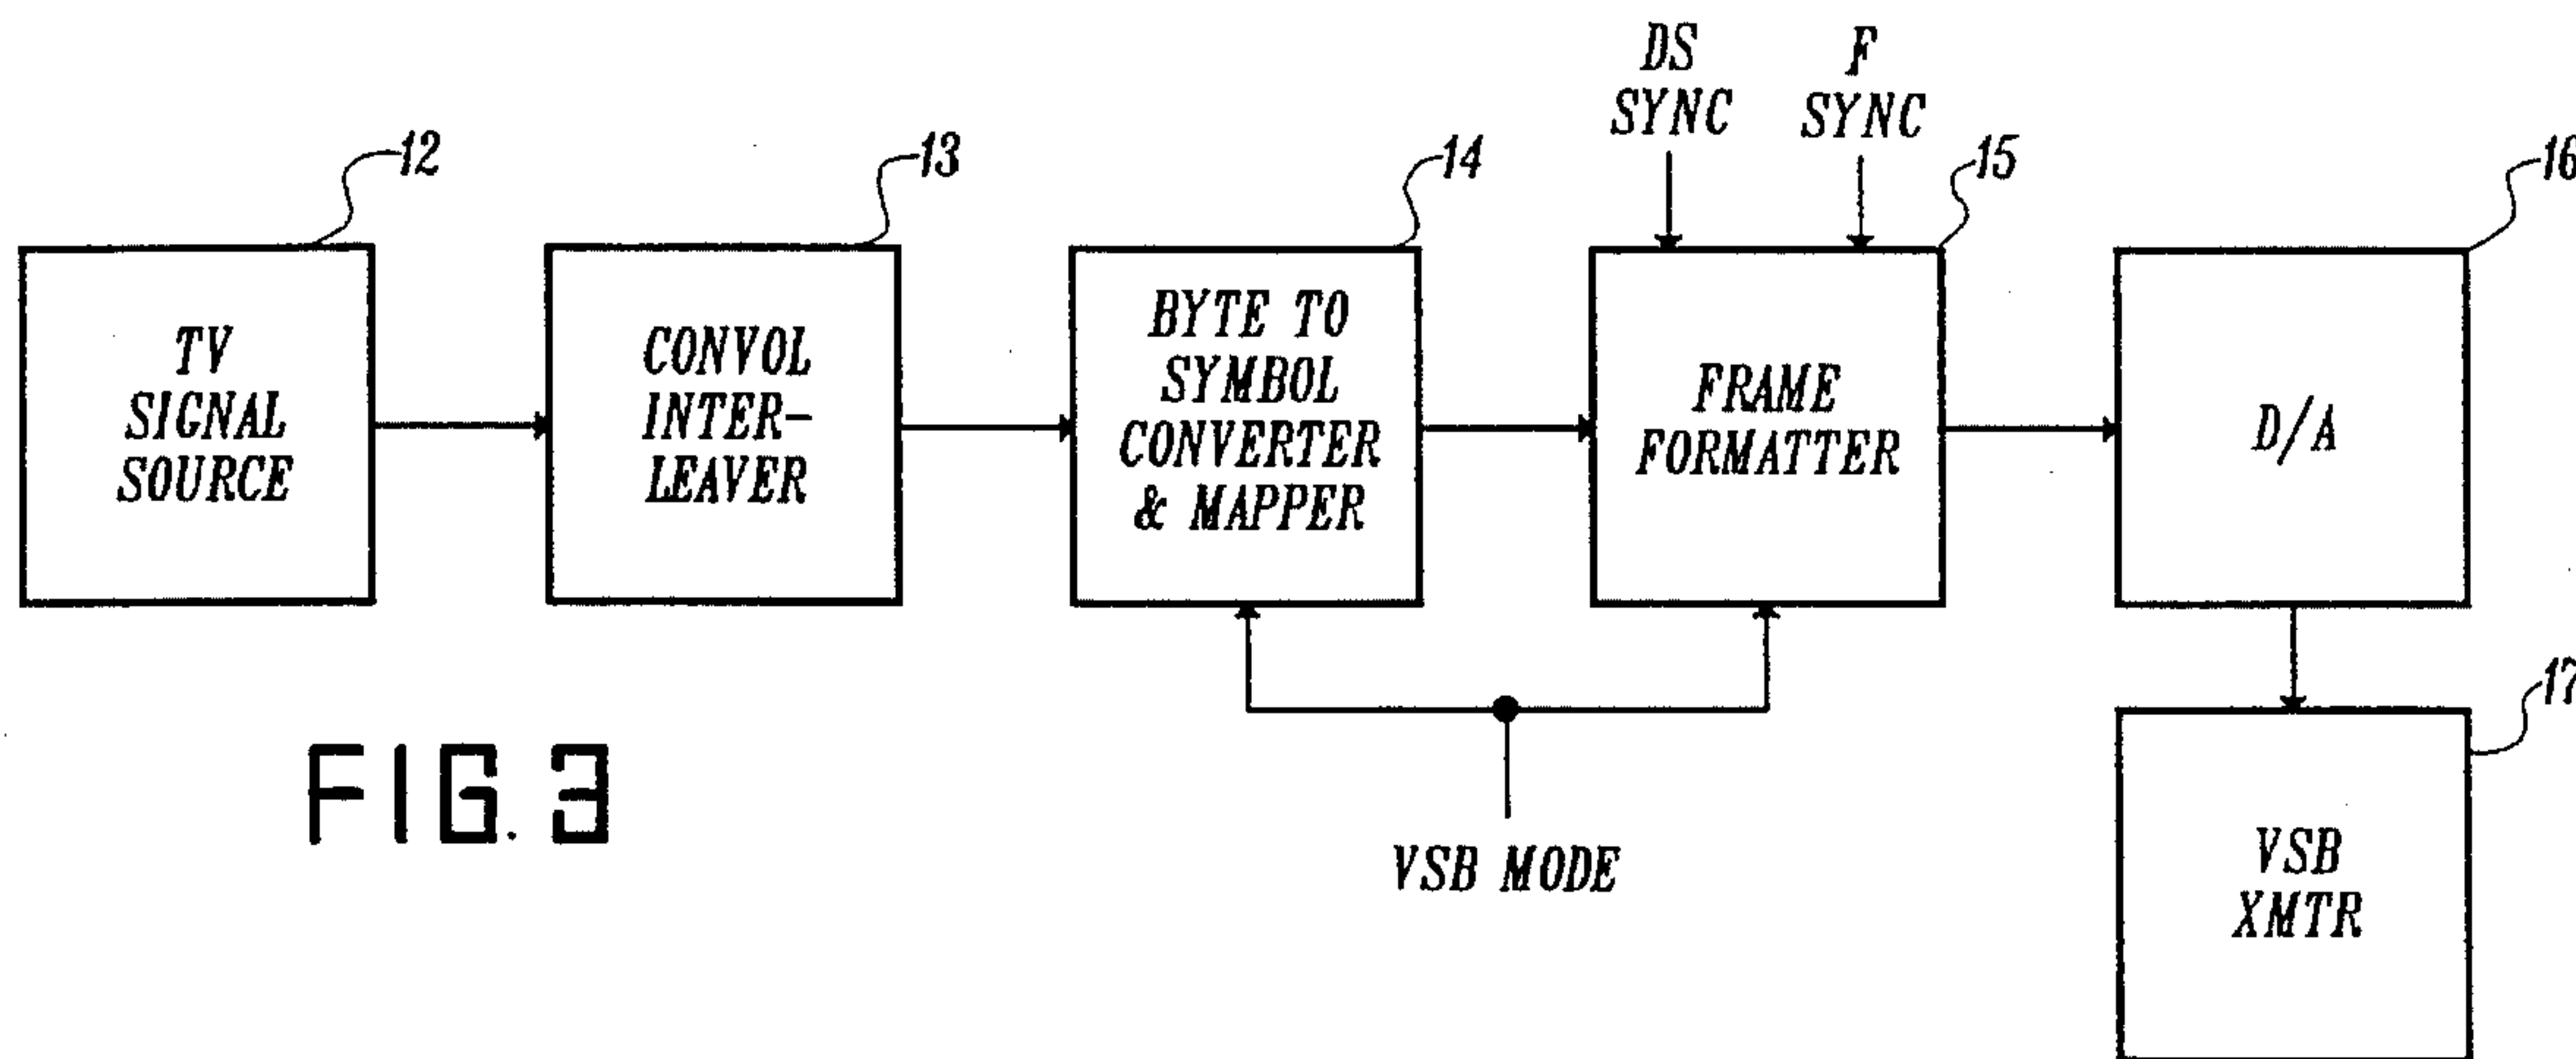 DS
SYNC
F
SYNC
12
13
14
15
16
TV
SIGNAL
SOURCE
CONVOL
INTER-
LEAVER
BYTE TO
SYMBOL
CONVERTER
& MAPPER
FRAME
FORMATTER
D/A
17
VSB MODE
VSB
XMTR
FIG. 3